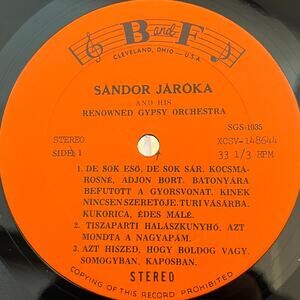 B and F
CLEVELAND, OHIO — U.S.A.
SANDOR JARÓKA
AND HIS
RENOWNED GYPSY ORCHESTRA
SGS-1035
STEREO XCSV-148644
SIDE: 1 33 1/3 RPM
1. DE SOK ESŐ, DE SOK SÁR. KOCSMA-
ROSNÉ, ADJON BORT. BATONYÁRA
BEFUTOTT A GYORSVONAT. KINEK
NINCSEN SZERETŐJE. TURI VÁSÁRBA.
KUKORICA, ÉDES MÁLÉ.
2. TISZAPARTI HALÁSZKUNYHÓ. AZT
MONDTA A NAGYAPÁM.
3. AZT HISZED, HOGY BOLDOG VAGY.
SOMOGYBAN, KAPOSBAN.
STEREO
COPYING OF THIS RECORD PROHIBITED